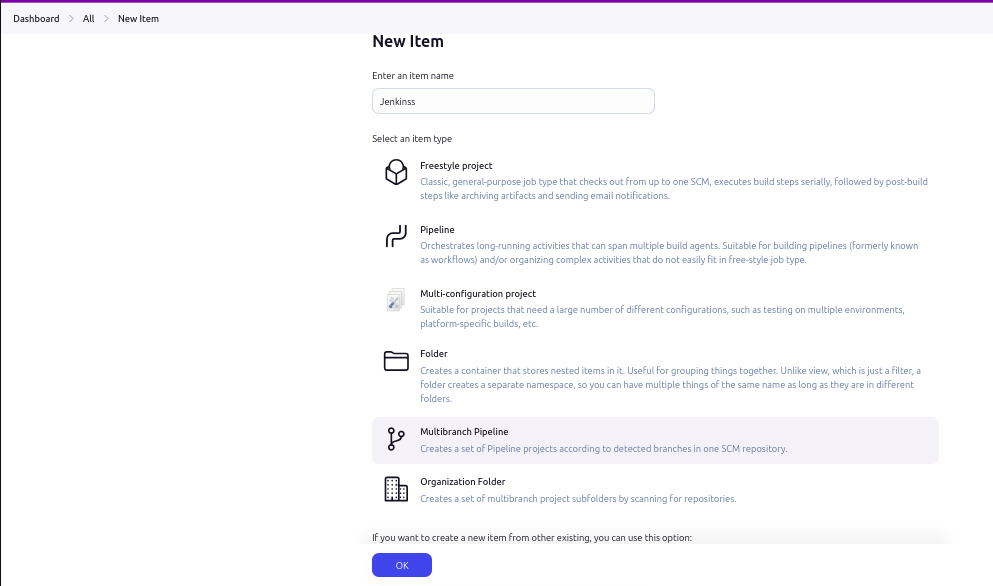 Dashboard > All > New Item
New Item
Enter an item name
Jenkinss
Select an item type
Freestyle project
Classic, general-purpose job type that checks out from up to one SCM, executes build steps serially, followed by post-build
steps like archiving artifacts and sending email notifications.
Pipeline
Orchestrates long-running activities that can span multiple build agents. Suitable for building pipelines (formerly known
as workflows) and/or organizing complex activities that do not easily fit in free-style job type.
Multi-configuration project
Suitable for projects that need a large number of different configurations, such as testing on multiple environments,
platform-specific builds, etc.
Folder
Creates a container that stores nested items in it. Useful for grouping things together. Unlike view, which is just a filter, a
folder creates a separate namespace, so you can have multiple things of the same name as long as they are in different
folders.
Multibranch Pipeline
Creates a set of Pipeline projects according to detected branches in one SCM repository.
Organization Folder
Creates a set of multibranch project subfolders by scanning for repositories.
If you want to create a new item from other existing, you can use this option:
OK